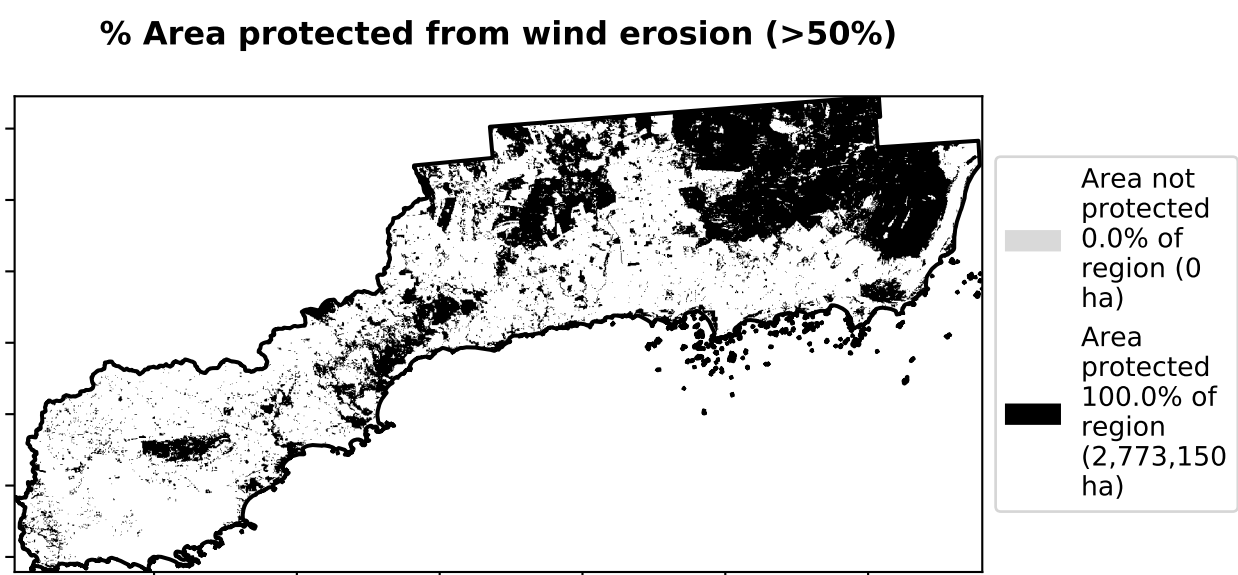 % Area protected from wind erosion (>50%)
Area not
protected
0.0% of
region (0
ha)
Area
protected
100.0% of
region
(2,773,150
ha)